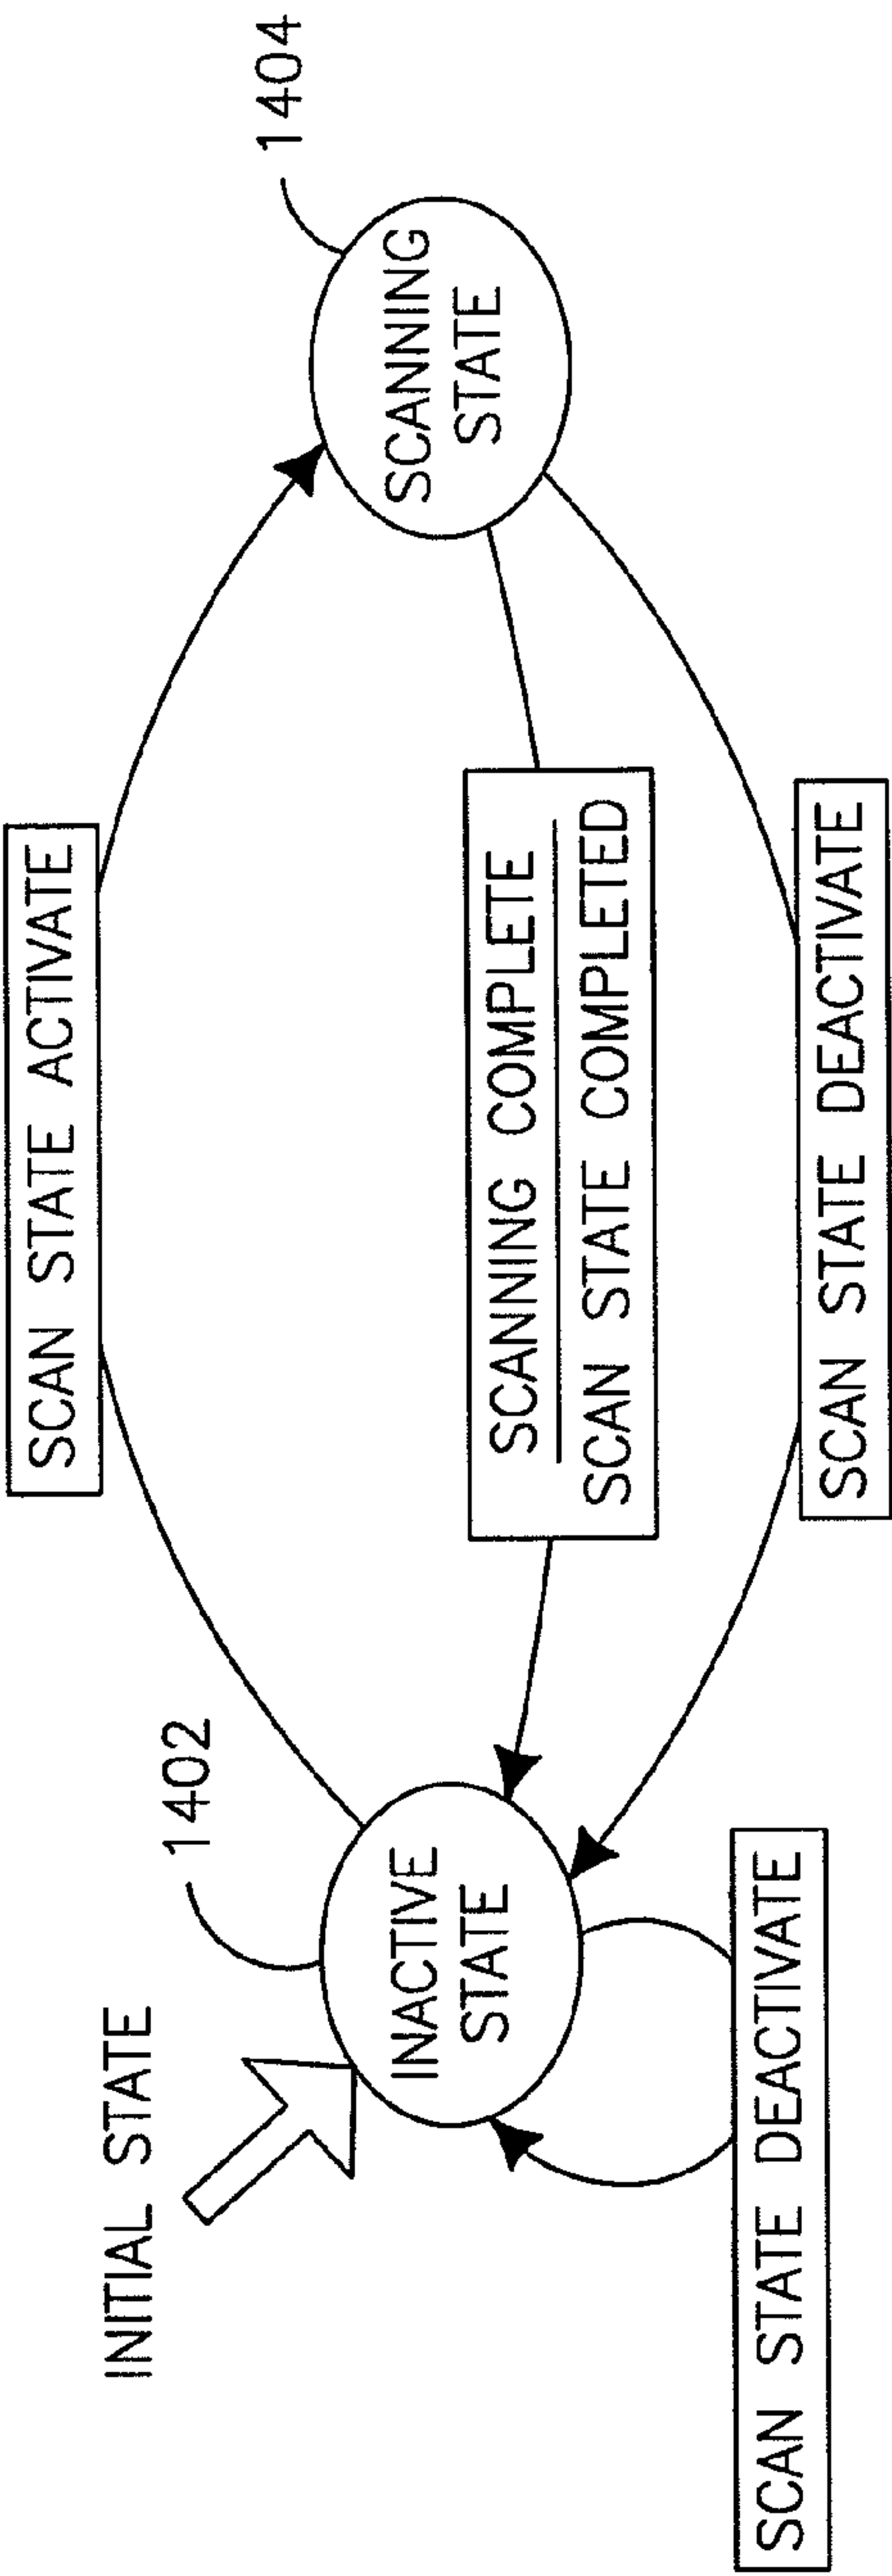 SCAN STATE ACTIVATE
INITIAL STATE
1402
1404
INACTIVE
STATE
SCANNING
STATE
SCANNING COMPLETE
SCAN STATE COMPLETED
SCAN STATE DEACTIVATE
SCAN STATE DEACTIVATE